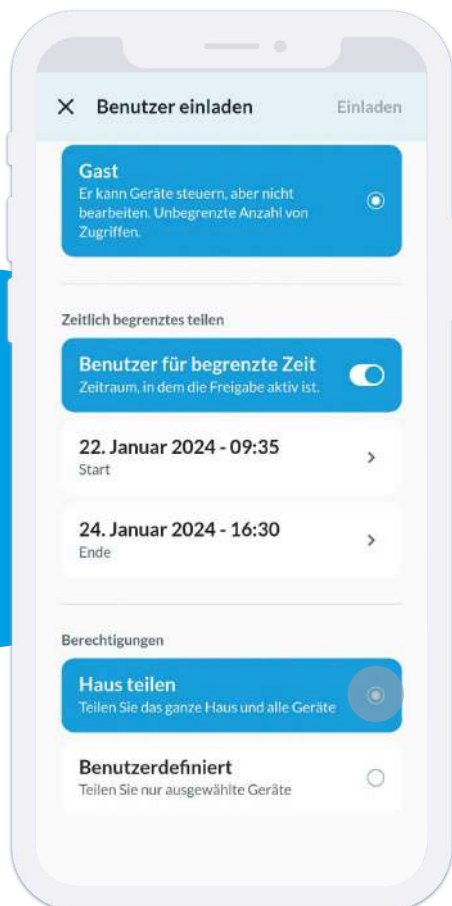 Benutzer einladen
Einladen
Gast
Er kann Geräte steuern, aber nicht
bearbeiten. Unbegrenzte Anzahl von
Zugriffen.
Zeitlich begrenztes teilen
Benutzer für begrenzte Zeit
Zeitraum, in dem die Freigabe aktiv ist.
22. Januar 2024 - 09:35
Start
24. Januar 2024 - 16:30
Ende
Berechtigungen
Haus teilen
Teilen Sie das ganze Haus und alle Geräte
Benutzerdefiniert
Teilen Sie nur ausgewählte Geräte